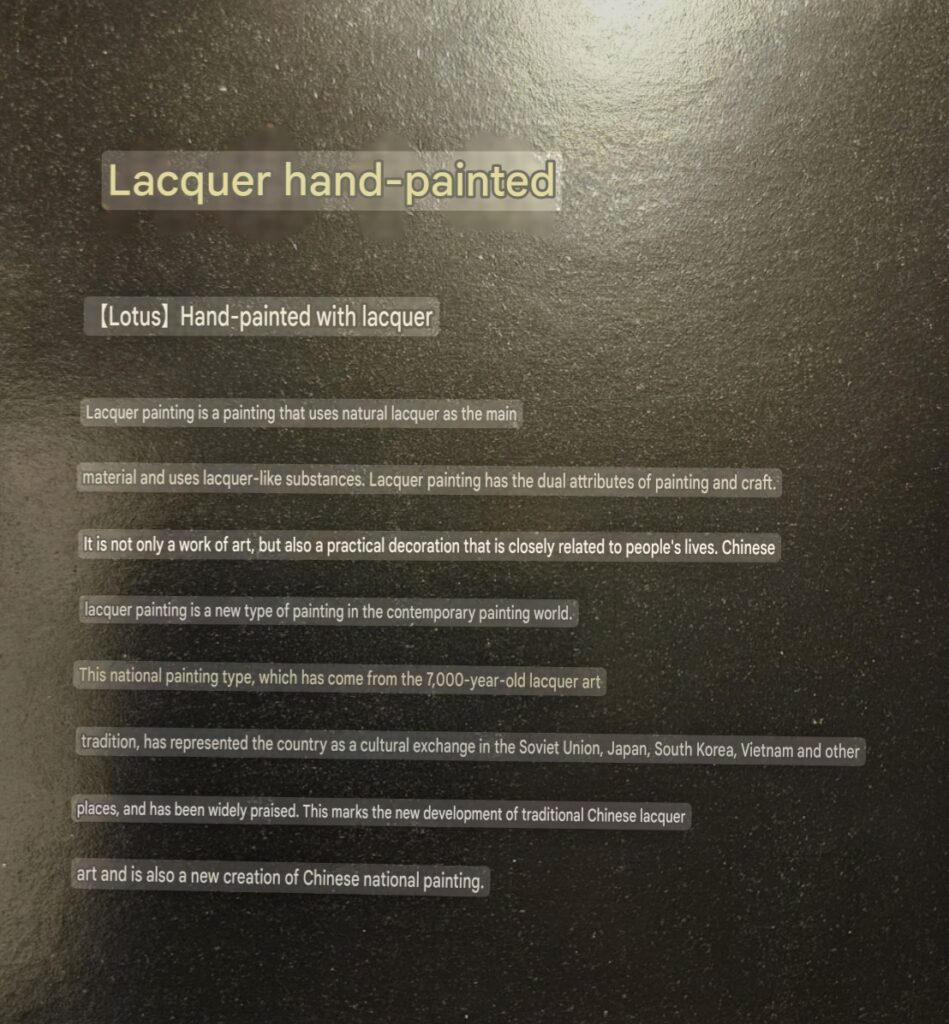 Lacquer hand-painted
【Lotus】Hand-painted with lacquer
Lacquer painting is a painting that uses natural lacquer as the main
material and uses lacquer-like substances. Lacquer painting has the dual attributes of painting and craft.
It is not only a work of art, but also a practical decoration that is closely related to people's lives. Chinese
lacquer painting is a new type of painting in the contemporary painting world.
This national painting type, which has come from the 7,000-year-old lacquer art
tradition, has represented the country as a cultural exchange in the Soviet Union, Japan, South Korea, Vietnam and other
places, and has been widely praised. This marks the new development of traditional Chinese lacquer
art and is also a new creation of Chinese national painting.